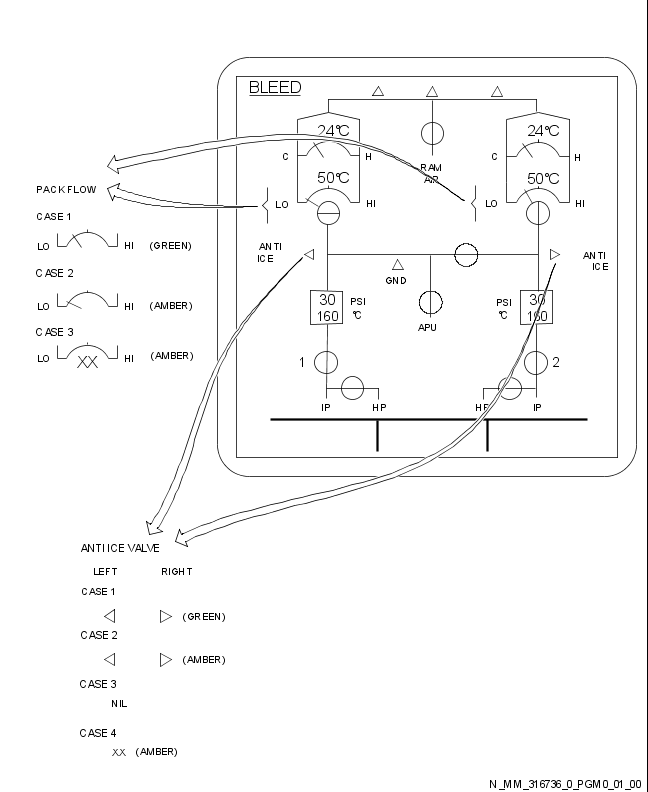 BLEED
24°C 24°C
C H C H
RAM
AIR
50°C 50°C
PACK FLOW
LO HI LO HI
CASE 1
LO HI (GREEN)
ANTI
ICE
ANTI
ICE
CASE 2
GND
LO HI (AMBER)
30
160
PSI
°C
APU
PSI
°C
30
160
CASE 3
LO XX HI (AMBER)
1 2
IP HP HP IP
ANTI ICE VALVE
LEFT RIGHT
CASE 1
(GREEN)
CASE 2
(AMBER)
CASE 3
NIL
CASE 4
XX (AMBER)
N_MM_316736_0_PGM0_01_00